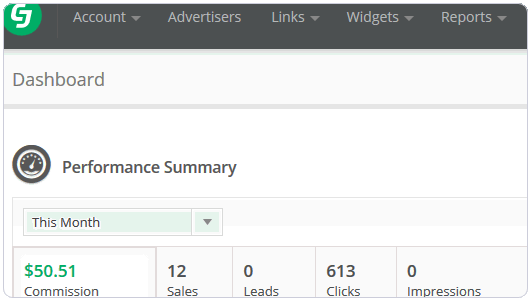 CJ Account Advertisers Links Widgets Reports
Dashboard
Performance Summary
This Month
$50.51 12 0 613 0
Commission Sales Leads Clicks Impressions